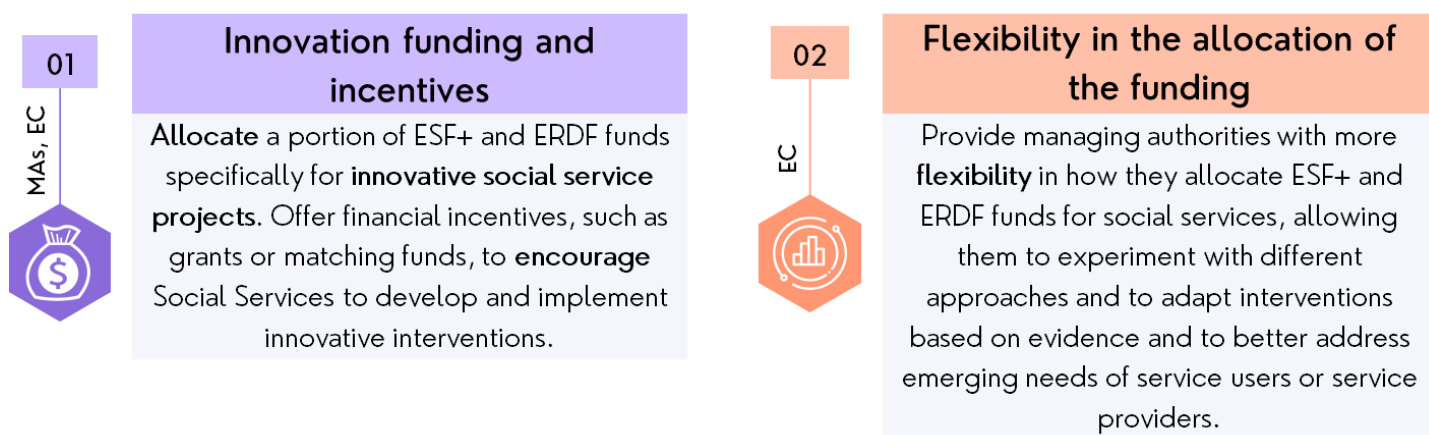 01
MAs, EC
Innovation funding and
incentives
Allocate a portion of ESF+ and ERDF funds
specifically for innovative social service
projects. Offer financial incentives, such as
grants or matching funds, to encourage
Social Services to develop and implement
innovative interventions.
02
EC
Flexibility in the allocation of
the funding
Provide managing authorities with more
flexibility in how they allocate ESF+ and
ERDF funds for social services, allowing
them to experiment with different
approaches and to adapt interventions
based on evidence and to better address
emerging needs of service users or service
providers.